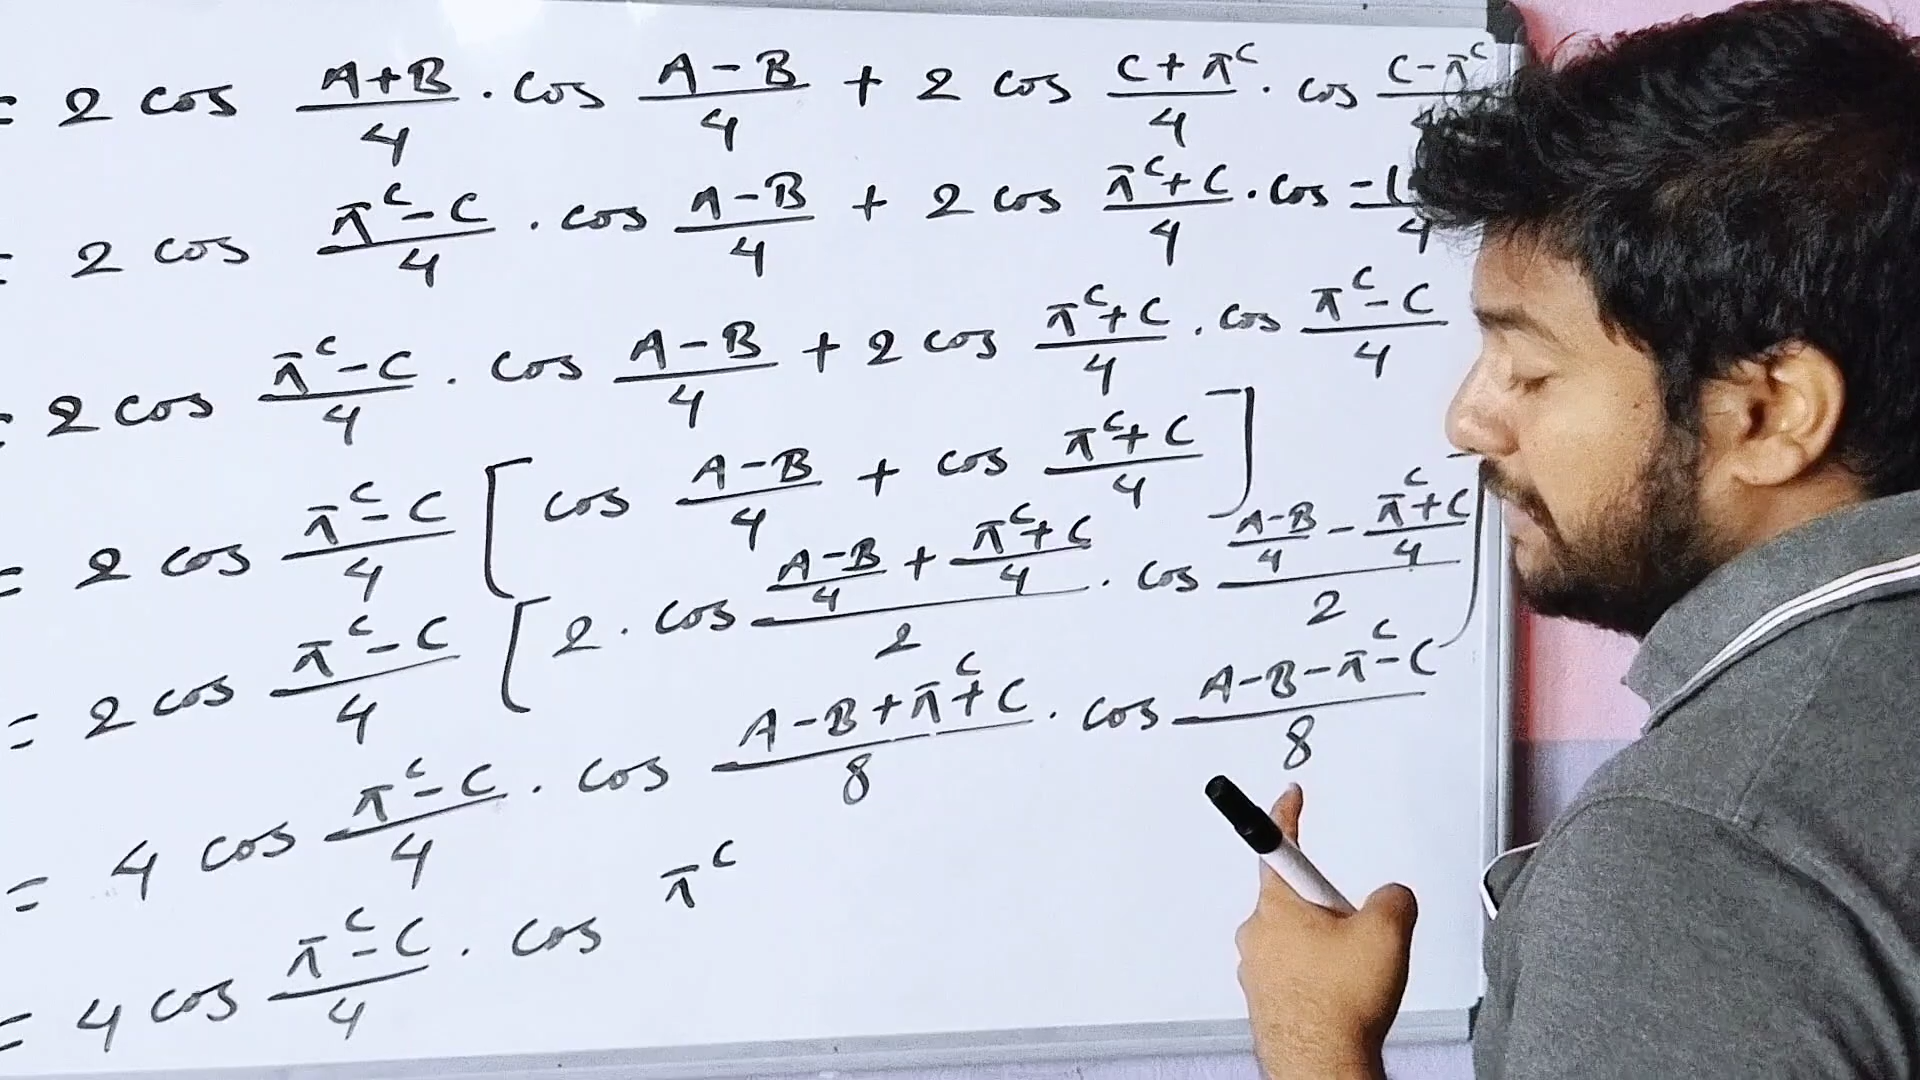 = 2 cos (A+B)/4 . cos (A-B)/4 + 2 cos (C+π^c)/4 . cos (C-π^c)/4
= 2 cos (π^c-C)/4 . cos (A-B)/4 + 2 cos (π^c+C)/4 . cos -( /4
= 2 cos (π^c-C)/4 . cos (A-B)/4 + 2 cos (π^c+C)/4 . cos (π^c-C)/4
= 2 cos (π^c-C)/4 [cos (A-B)/4 + cos (π^c+C)/4]
= 2 cos (π^c-C)/4 [2 . cos ((A-B)/4 + (π^c+C)/4)/2 . cos ((A-B)/4 - (π^c+C)/4)/2]
= 4 cos (π^c-C)/4 . cos (A-B+π^c+C)/8 . cos (A-B-π^c-C)/8
= 4 cos (π^c-C)/4 . cos π^c